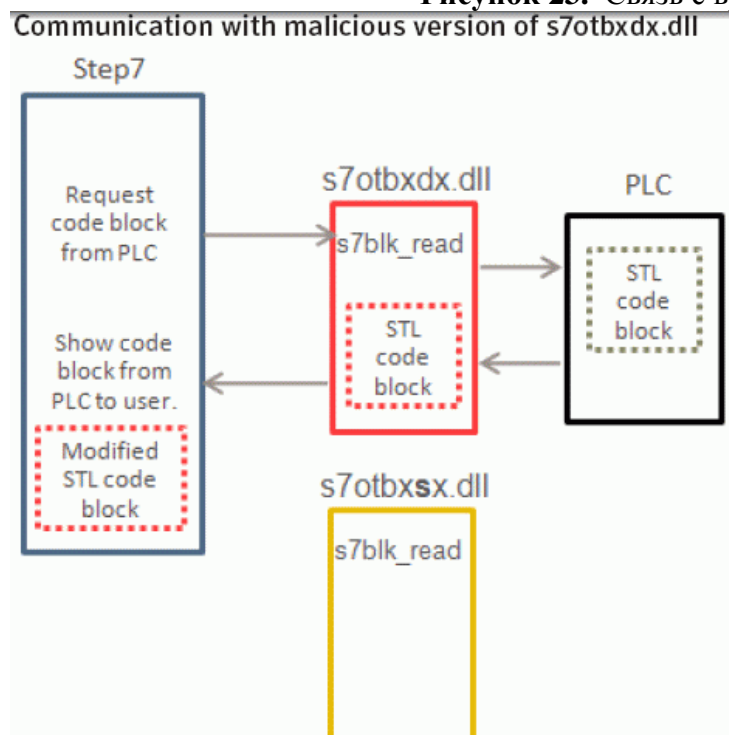 Рисунок 23. Связь с в
Communication with malicious version of s7otbxdx.dll
Step7
Request
code block
from PLC
Show code
block from
PLC to user.
Modified
STL code
block
s7otbxdx.dll
s7blk_read
STL
code
block
PLC
STL
code
block
s7otbxsx.dll
s7blk_read